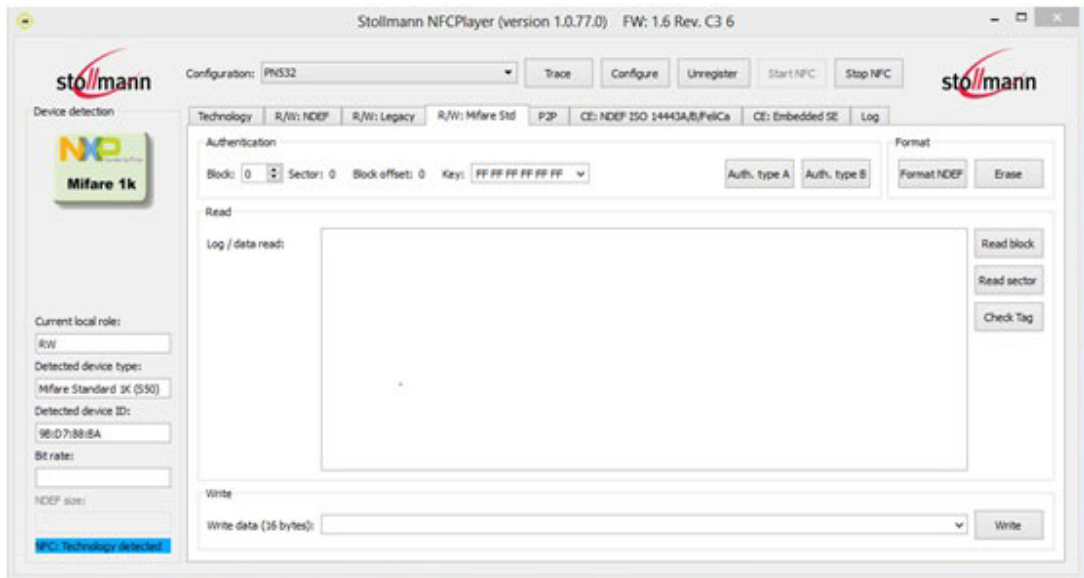 Stollmann NFCPlayer (version 1.0.77.0) FW: 1.6 Rev. C3 6
stollmann
Configuration: PN532 Trace Configure Unregister Start NFC Stop NFC
stollmann
Device detection
Technology R/W: NDEF R/W: Legacy R/W: Mifare Std P2P CE: NDEF ISO 14443A/B/FeliCa CE: Embedded SE Log
NXP
Mifare 1k
Authentication
Block: 0 Sector: 0 Block offset: 0 Key: FF FF FF FF FF FF Auth. type A Auth. type B
Format
Format NDEF Erase
Read
Log / data read:
Read block
Read sector
Check Tag
Current local role:
RW
Detected device type:
Mifare Standard 1K (S50)
Detected device ID:
9B:D7:88:BA
Bit rate:
NDEF size:
NFC: Technology detected
Write
Write data (16 bytes): Write